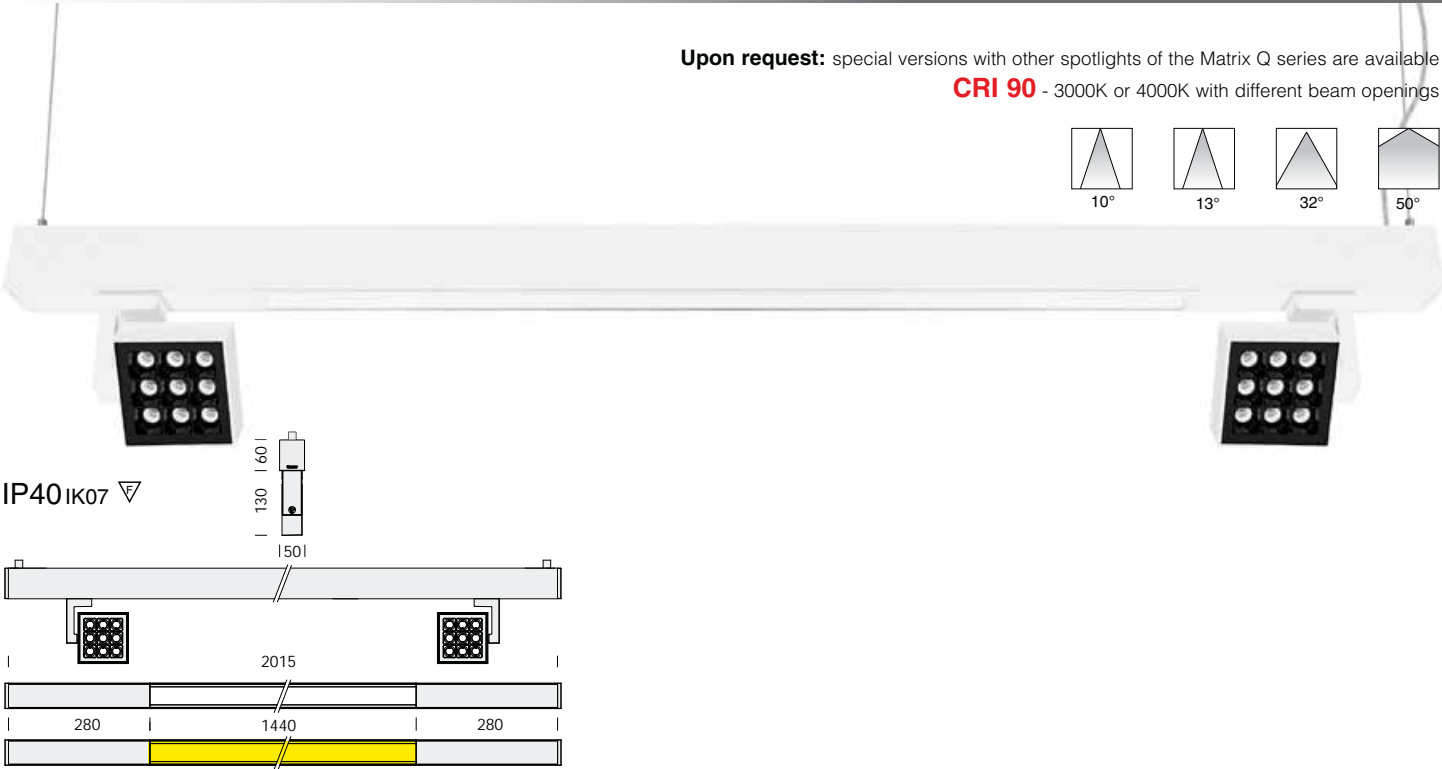 Upon request: special versions with other spotlights of the Matrix Q series are available
CRI 90 - 3000K or 4000K with different beam openings
10° 13° 32° 50°
60
130
50
IP40 IK07 F
2015
280 1440 280